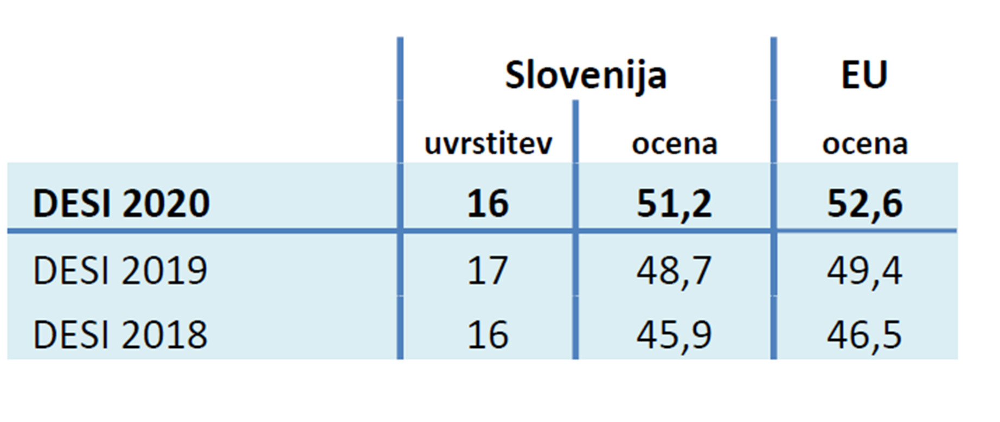 Slovenija EU
uvrstitev ocena ocena
DESI 2020 16 51,2 52,6
DESI 2019 17 48,7 49,4
DESI 2018 16 45,9 46,5